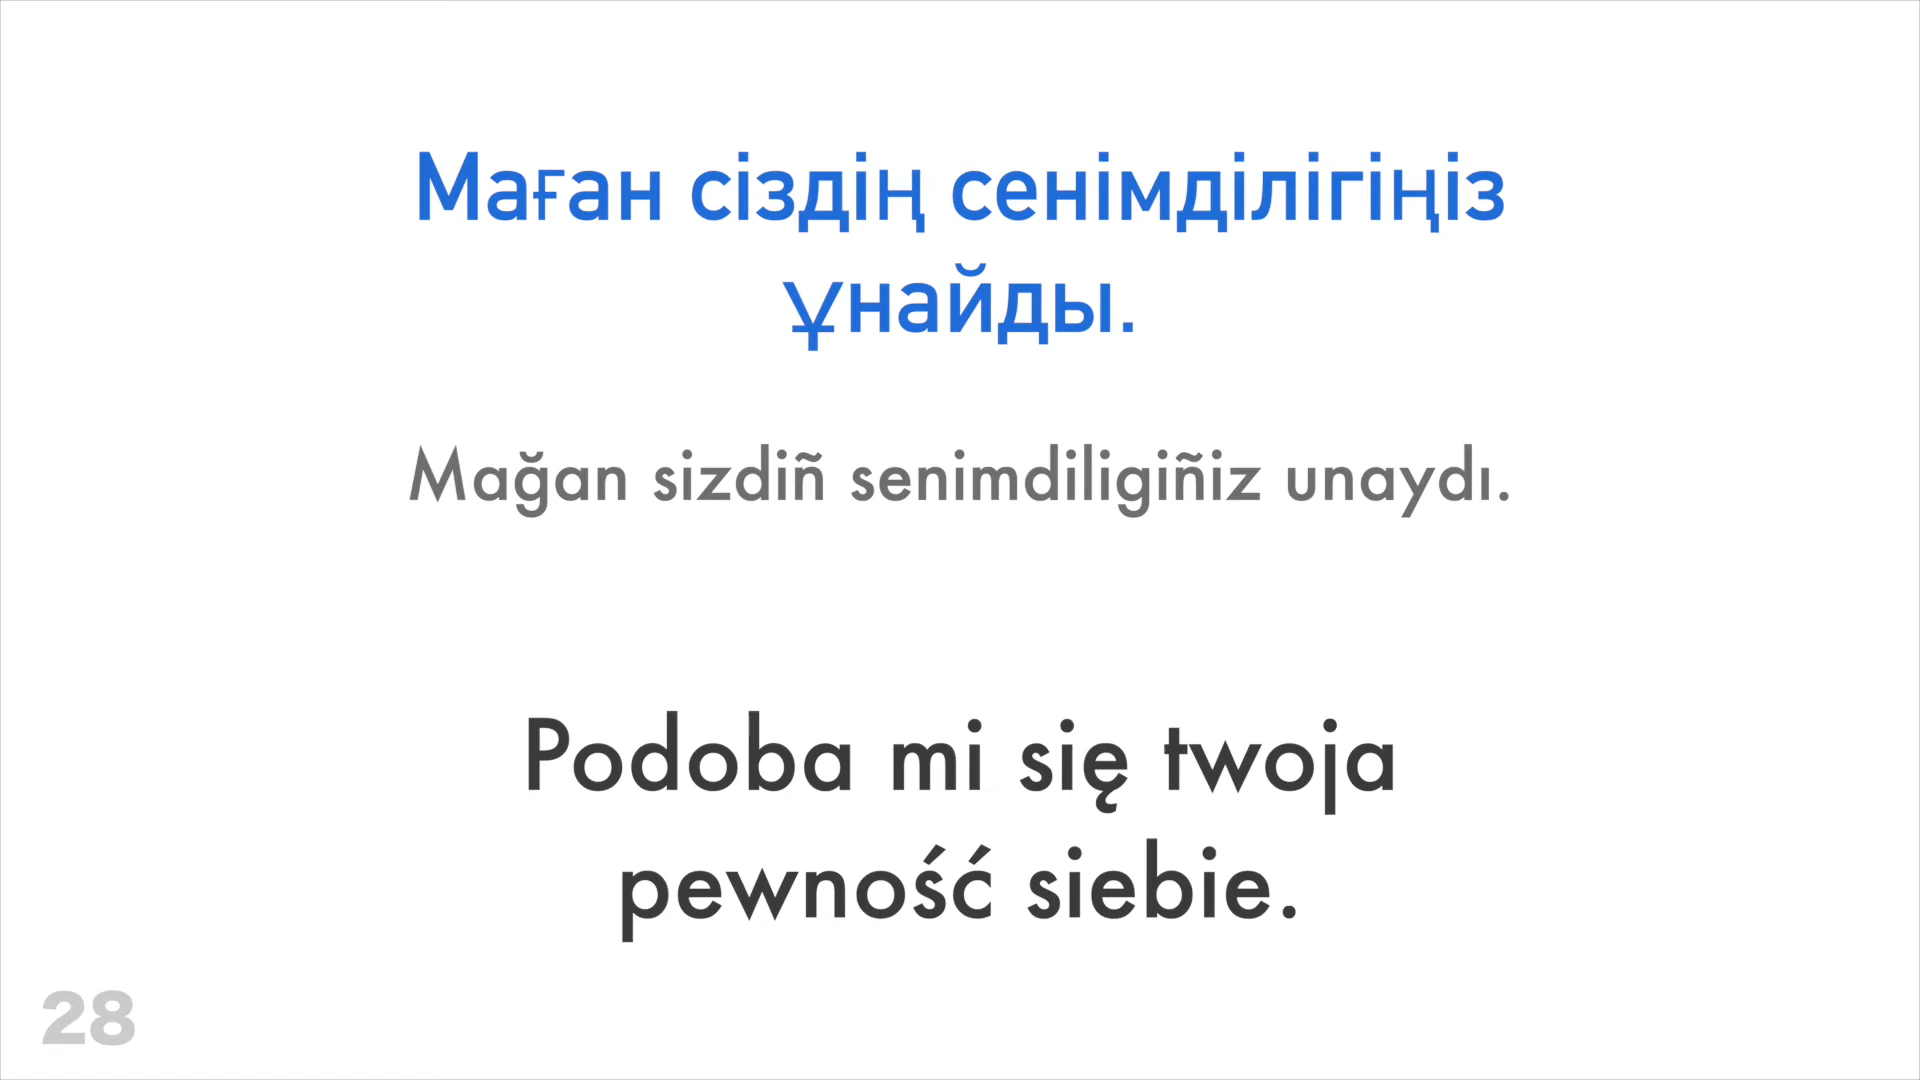 Маған сіздің сенімділігіңіз
ұнайды.
Mağan sizdiñ senimdiligiñiz unaydı.
Podoba mi się twoja
pewność siebie.
28